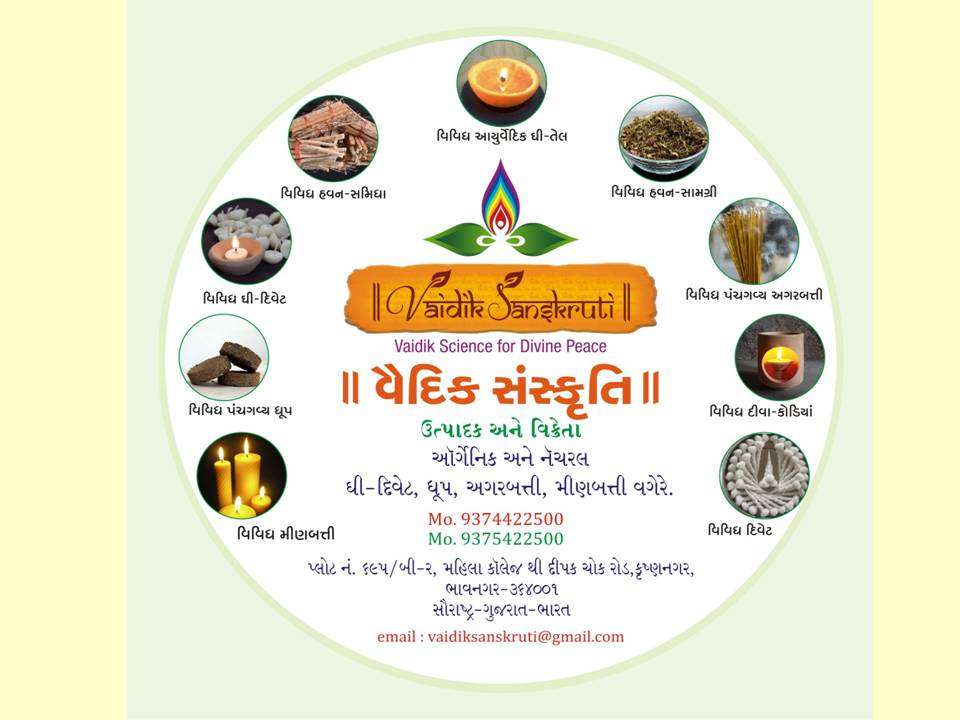 વિવિધ આયુર્વેદિક ઘી-તેલ
વિવિધ હવન-સમિધા
વિવિધ હવન-સામગ્રી
વિવિધ ઘી-દિવેટ
વિવિધ પંચગવ્ય અગરબત્તી
વિવિધ પંચગવ્ય ધૂપ
વિવિધ દીવા-કોડિયાં
વિવિધ મીણબત્તી
વિવિધ દિવેટ
॥ Vaidik Sanskruti ॥
Vaidik Science for Divine Peace
॥ વૈદિક સંસ્કૃતિ ॥
ઉત્પાદક અને વિક્રેતા
ઑર્ગેનિક અને નૅચરલ
ઘી-દિવેટ, ધૂપ, અગરબત્તી, મીણબત્તી વગેરે.
Mo. 9374422500
Mo. 9375422500
પ્લોટ નં. ૬૯૫/બી-૨, મહિલા કૉલેજ થી દીપક ચોક રોડ,કૃષ્ણનગર,
ભાવનગર-૩૬૪૦૦૧
સૌરાષ્ટ્ર-ગુજરાત-ભારત
email : vaidiksanskruti@gmail.com